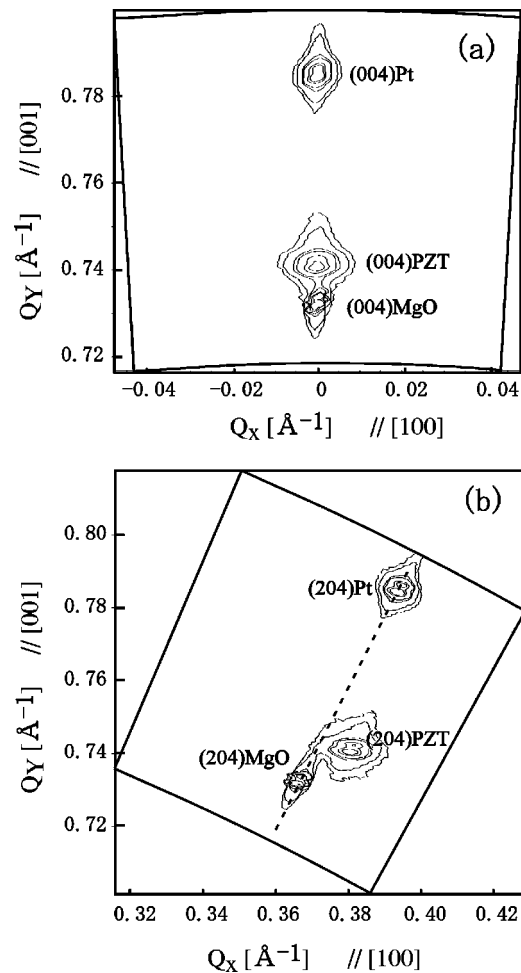 (a)
(004)Pt
(004)PZT
(004)MgO
0.78
0.76
0.74
0.72
Q_Y [Å⁻¹] // [001]
−0.04 −0.02 0 0.02 0.04
Q_X [Å⁻¹] // [100]
(b)
(204)Pt
(204)PZT
(204)MgO
0.80
0.78
0.76
0.74
0.72
Q_Y [Å⁻¹] // [001]
0.32 0.34 0.36 0.38 0.40 0.42
Q_X [Å⁻¹] // [100]